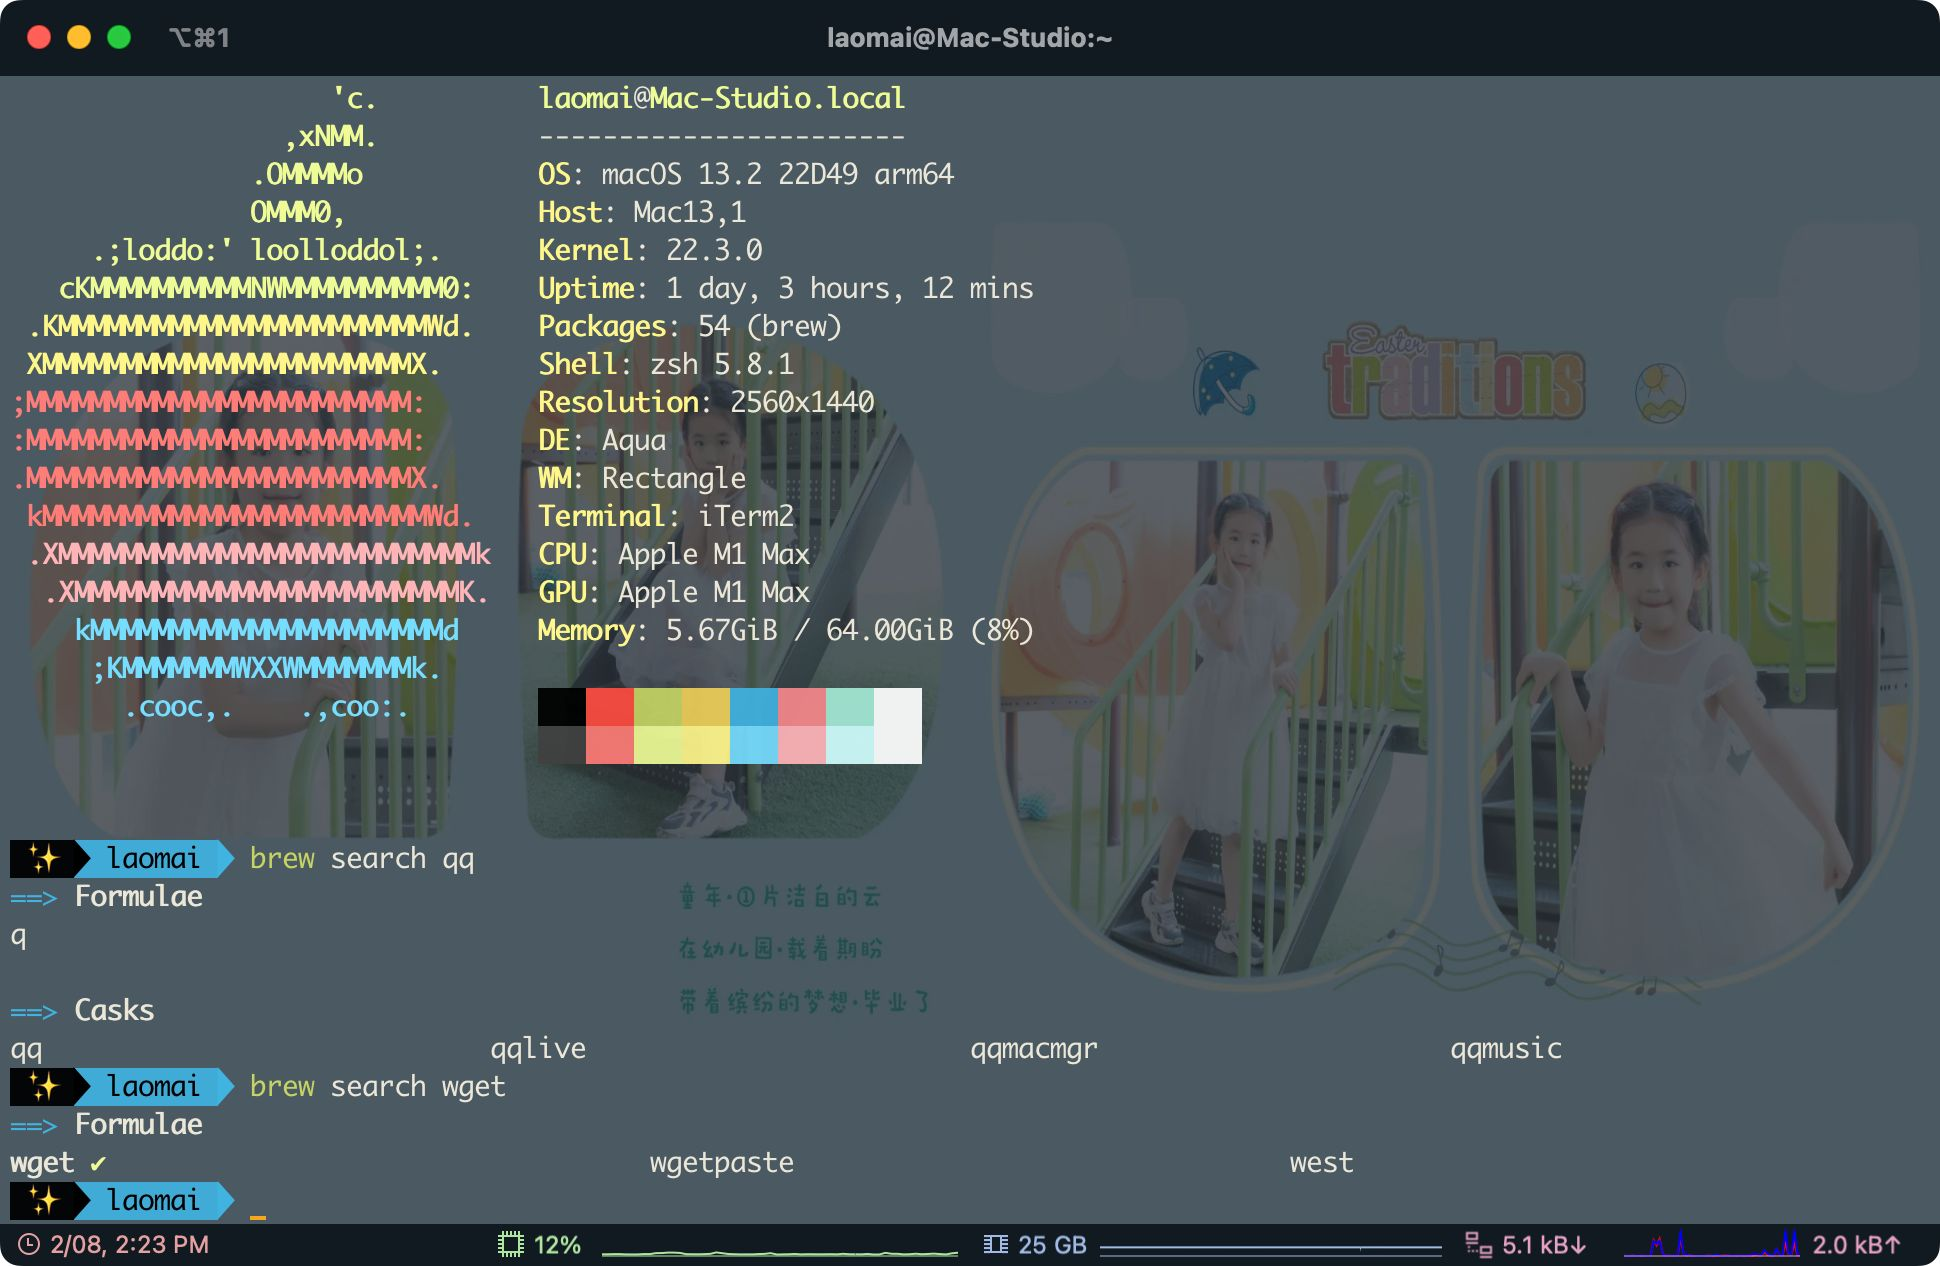 ⌥⌘1 laomai@Mac-Studio:~
'c. laomai@Mac-Studio.local
,xNMM. -----------------------
.OMMMMo OS: macOS 13.2 22D49 arm64
OMMM0, Host: Mac13,1
.;loddo:' loolloddol;. Kernel: 22.3.0
cKMMMMMMMMMMNWMMMMMMMMMM0: Uptime: 1 day, 3 hours, 12 mins
.KMMMMMMMMMMMMMMMMMMMMMMMWd. Packages: 54 (brew)
XMMMMMMMMMMMMMMMMMMMMMMMX. Shell: zsh 5.8.1
Easter
traditions
;MMMMMMMMMMMMMMMMMMMMMMMM: Resolution: 2560x1440
:MMMMMMMMMMMMMMMMMMMMMMMM: DE: Aqua
.MMMMMMMMMMMMMMMMMMMMMMMMX. WM: Rectangle
kMMMMMMMMMMMMMMMMMMMMMMMMWd. Terminal: iTerm2
.XMMMMMMMMMMMMMMMMMMMMMMMMMMk CPU: Apple M1 Max
.XMMMMMMMMMMMMMMMMMMMMMMMMK. GPU: Apple M1 Max
kMMMMMMMMMMMMMMMMMMMMMMd Memory: 5.67GiB / 64.00GiB (8%)
;KMMMMMMMWXXWMMMMMMMk.
.cooc,. .,coo:.
✨ laomai brew search qq
==> Formulae
童年·①片洁白的云
q
在幼儿园·载着期盼
带着缤纷的梦想·毕业了
==> Casks
qq qqlive qqmacmgr qqmusic
✨ laomai brew search wget
==> Formulae
wget ✔ wgetpaste west
✨ laomai _
2/08, 2:23 PM 12% 25 GB 5.1 kB↓ 2.0 kB↑